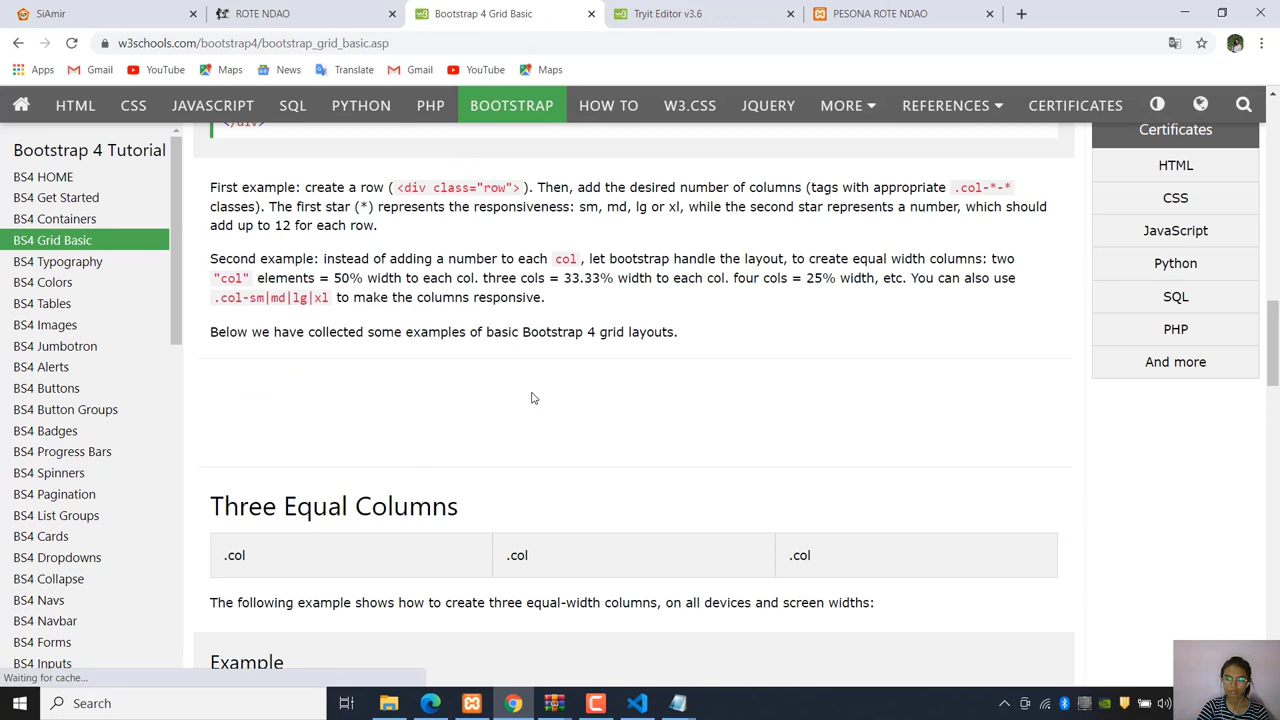 SiAmir
ROTE NDAO
Bootstrap 4 Grid Basic
Tryit Editor v3.6
PESONA ROTE NDAO
w3schools.com/bootstrap4/bootstrap_grid_basic.asp
Apps
Gmail
YouTube
Maps
News
Translate
Gmail
YouTube
Maps
HTML
CSS
JAVASCRIPT
SQL
PYTHON
PHP
BOOTSTRAP
HOW TO
W3.CSS
JQUERY
MORE
REFERENCES
CERTIFICATES
Bootstrap 4 Tutorial
BS4 HOME
BS4 Get Started
BS4 Containers
BS4 Grid Basic
BS4 Typography
BS4 Colors
BS4 Tables
BS4 Images
BS4 Jumbotron
BS4 Alerts
BS4 Buttons
BS4 Button Groups
BS4 Badges
BS4 Progress Bars
BS4 Spinners
BS4 Pagination
BS4 List Groups
BS4 Cards
BS4 Dropdowns
BS4 Collapse
BS4 Navs
BS4 Navbar
BS4 Forms
BS4 Inputs
</div>
First example: create a row (<div class="row">). Then, add the desired number of columns (tags with appropriate .col-*-*
classes). The first star (*) represents the responsiveness: sm, md, lg or xl, while the second star represents a number, which should
add up to 12 for each row.
Second example: instead of adding a number to each col, let bootstrap handle the layout, to create equal width columns: two
"col" elements = 50% width to each col. three cols = 33.33% width to each col. four cols = 25% width, etc. You can also use
.col-sm|md|lg|xl to make the columns responsive.
Below we have collected some examples of basic Bootstrap 4 grid layouts.
Three Equal Columns
.col
.col
.col
The following example shows how to create three equal-width columns, on all devices and screen widths:
Example
Certificates
HTML
CSS
JavaScript
Python
SQL
PHP
And more
Waiting for cache...
Search